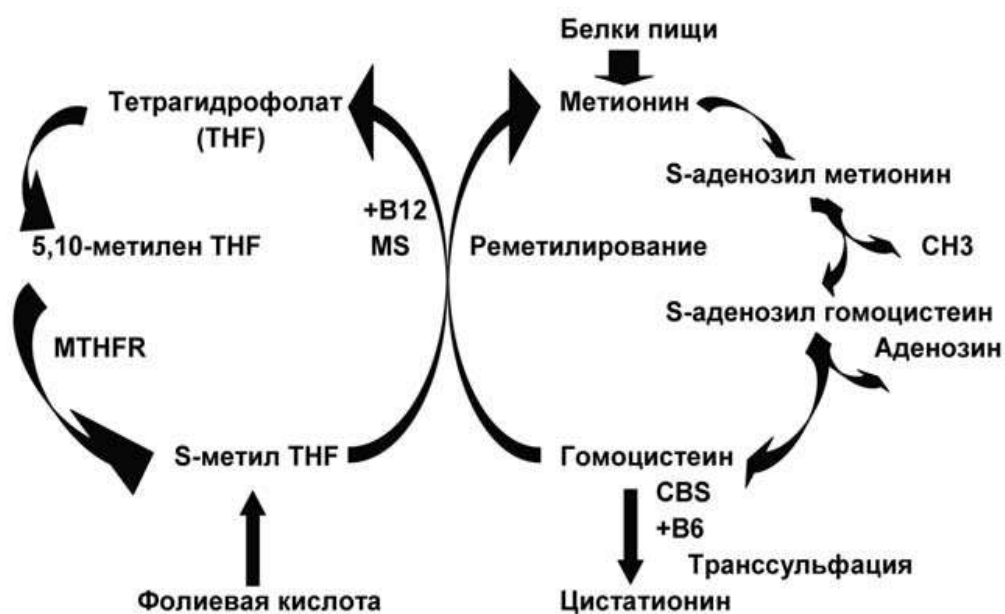 Белки пищи
Тетрагидрофолат
(THF)
Метионин
S-аденозил метионин
+B12
MS
5,10-метилен THF
Реметилирование
CH3
S-аденозил гомоцистеин
Аденозин
MTHFR
S-метил THF
Гомоцистеин
CBS
+B6
Транссульфация
Фолиевая кислота
Цистатионин